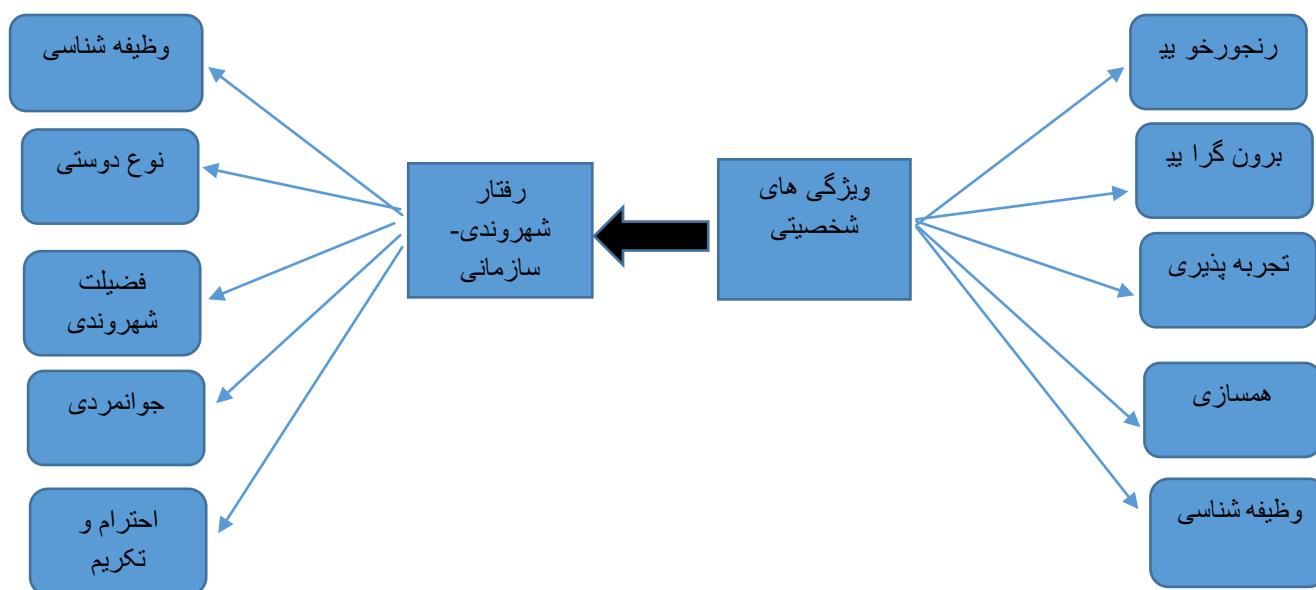 رنجورخو یی
برون گرا یی
تجربه پذیری
همسازی
وظیفه شناسی
ویژگی های
شخصیتی
رفتار
شهروندی-
سازمانی
وظیفه شناسی
نوع دوستی
فضیلت
شهروندی
جوانمردی
احترام و
تکریم